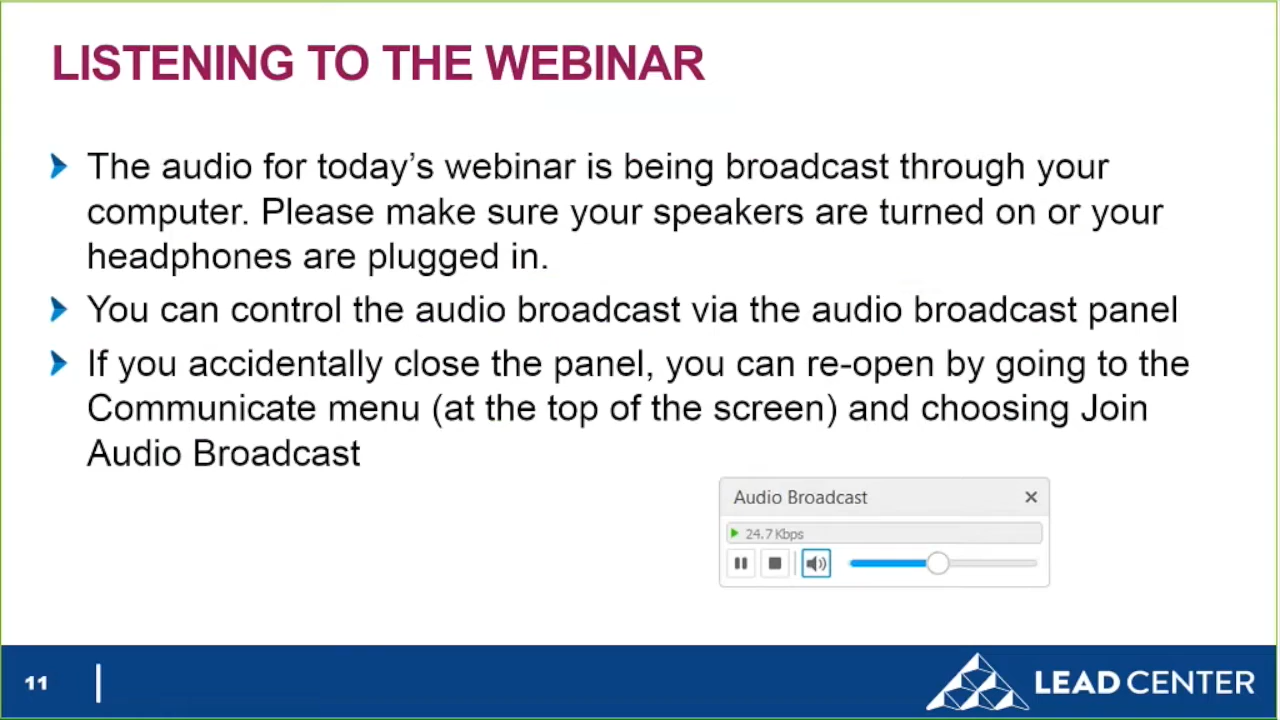 LISTENING TO THE WEBINAR
The audio for today’s webinar is being broadcast through your
computer. Please make sure your speakers are turned on or your
headphones are plugged in.
You can control the audio broadcast via the audio broadcast panel
If you accidentally close the panel, you can re-open by going to the
Communicate menu (at the top of the screen) and choosing Join
Audio Broadcast
Audio Broadcast
24.7 Kbps
11
LEAD CENTER